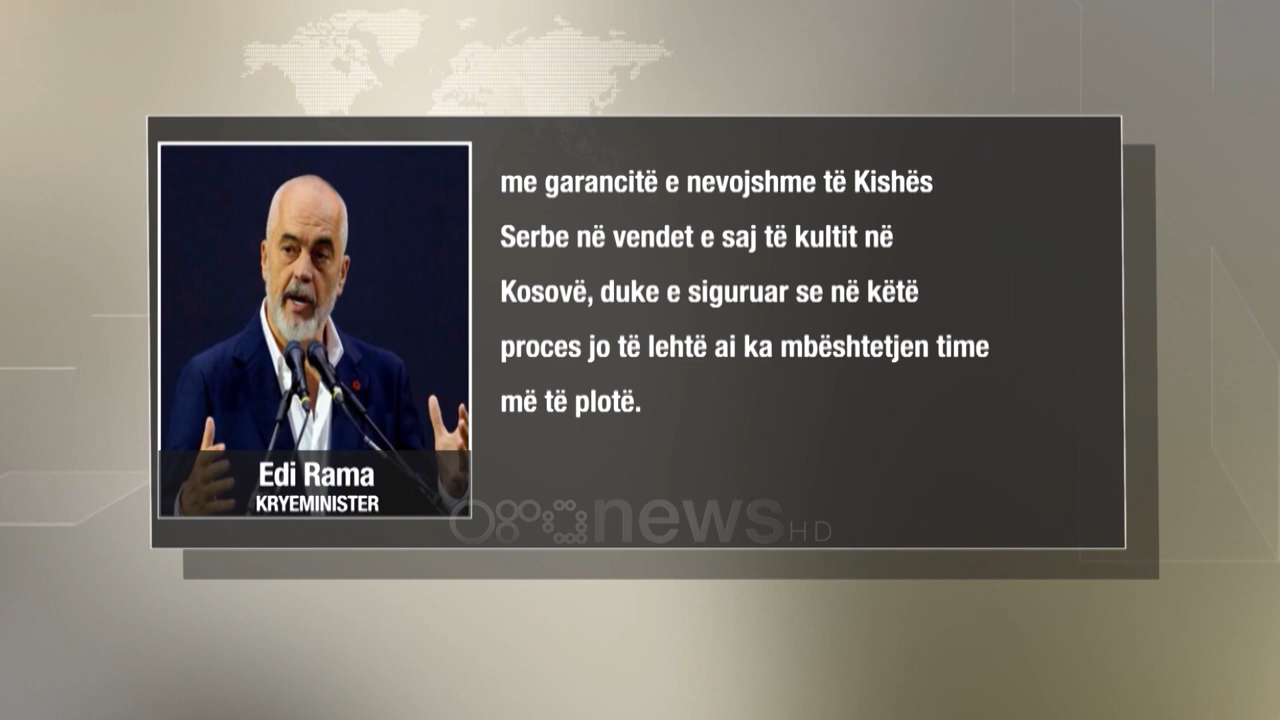 me garancitë e nevojshme të Kishës
Serbe në vendet e saj të kultit në
Kosovë, duke e siguruar se në këtë
proces jo të lehtë ai ka mbështetjen time
më të plotë.
Edi Rama
KRYEMINISTER
news HD